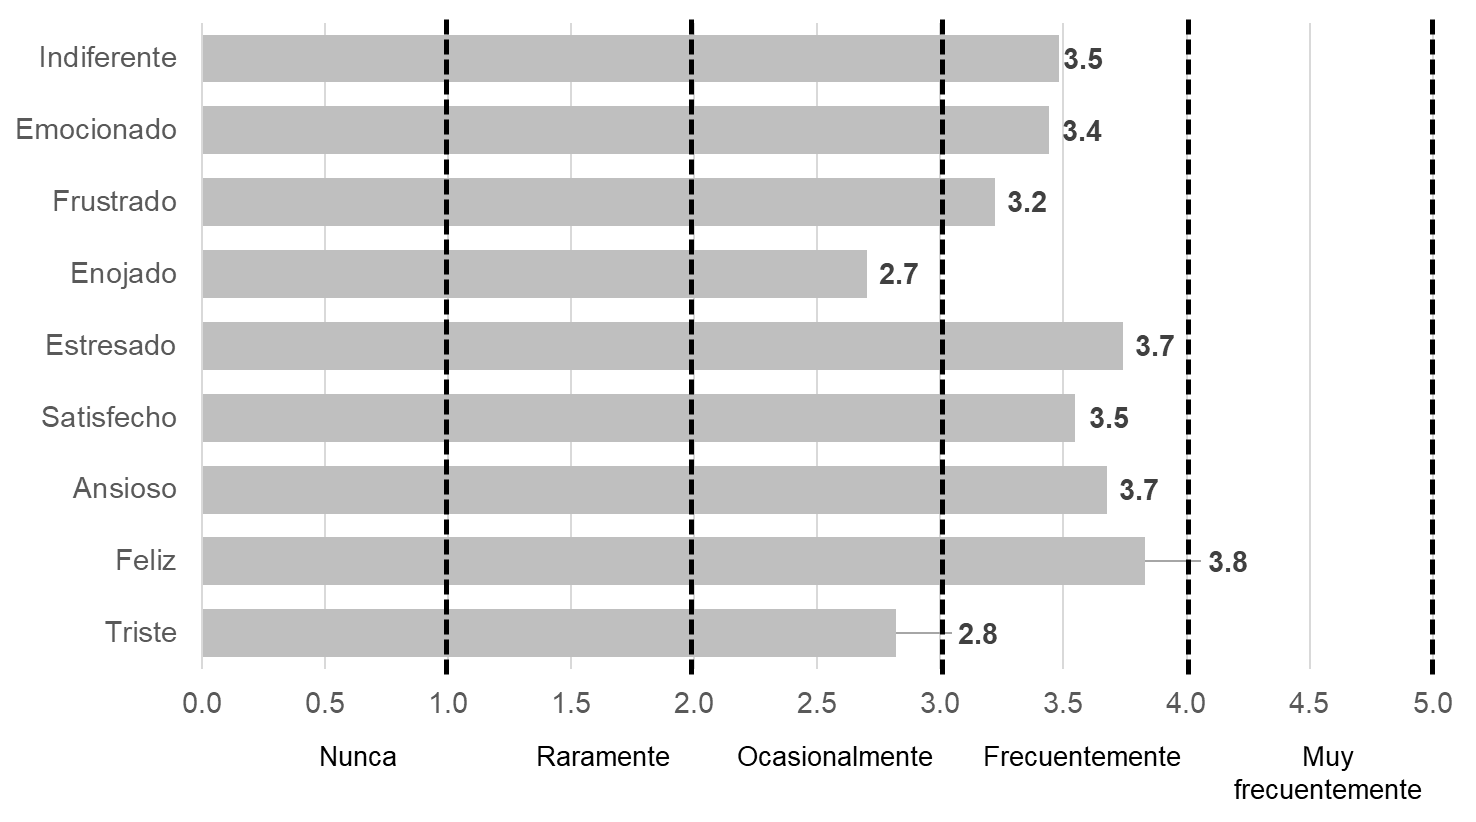 Indiferente 3.5
Emocionado 3.4
Frustrado 3.2
Enojado 2.7
Estresado 3.7
Satisfecho 3.5
Ansioso 3.7
Feliz 3.8
Triste 2.8
0.0 0.5 1.0 1.5 2.0 2.5 3.0 3.5 4.0 4.5 5.0
Nunca Raramente Ocasionalmente Frecuentemente Muy
frecuentemente